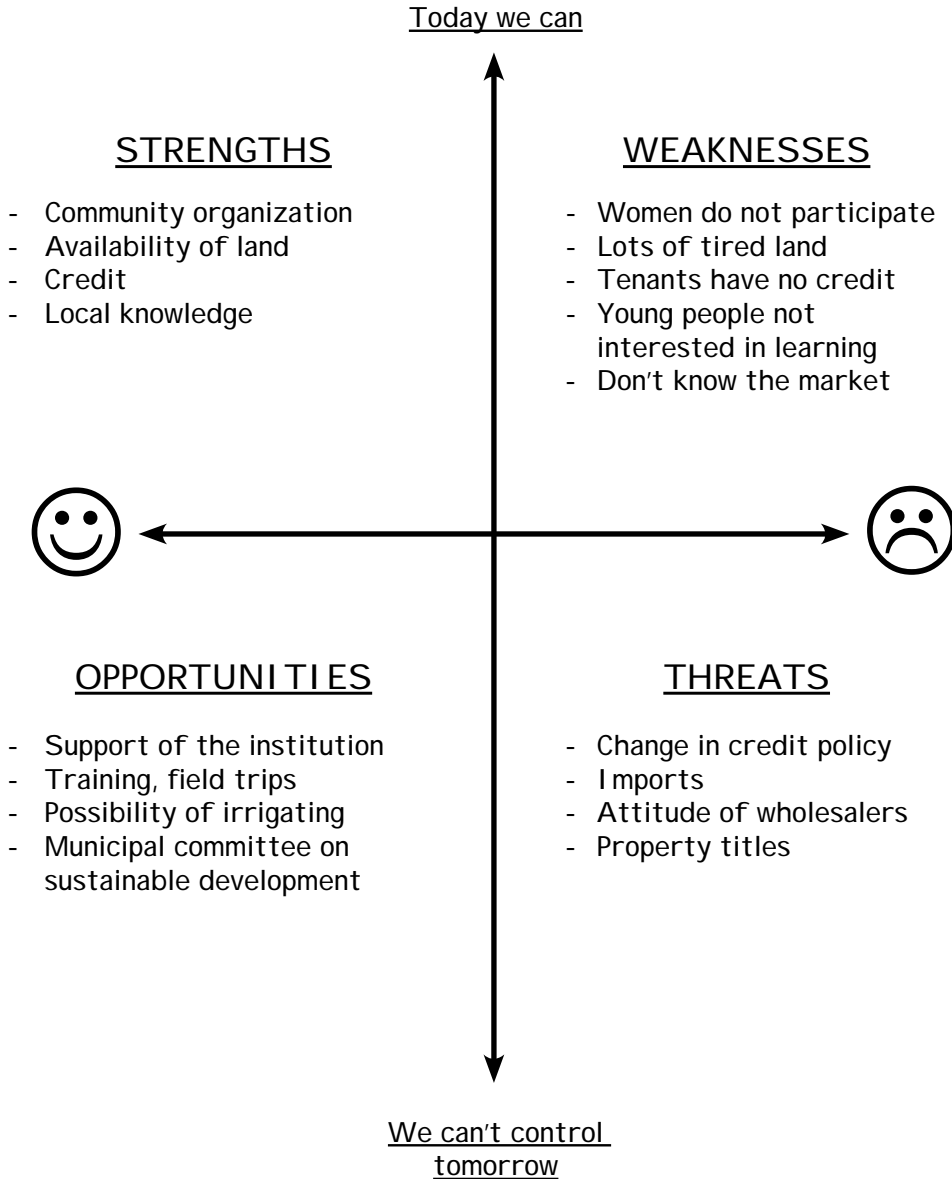 Today we can
STRENGTHS
- Community organization
- Availability of land
- Credit
- Local knowledge
WEAKNESSES
- Women do not participate
- Lots of tired land
- Tenants have no credit
- Young people not
interested in learning
- Don't know the market
OPPORTUNITIES
- Support of the institution
- Training, field trips
- Possibility of irrigating
- Municipal committee on
sustainable development
THREATS
- Change in credit policy
- Imports
- Attitude of wholesalers
- Property titles
We can't control
tomorrow